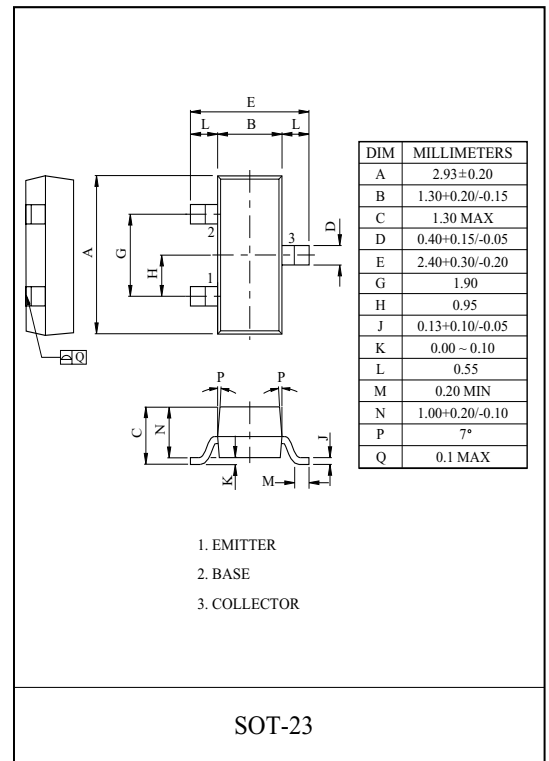 E
L B L
A
G
H
D
2
3
1
Q
P P
C
N
K
M
J
DIM MILLIMETERS
A 2.93±0.20
B 1.30+0.20/-0.15
C 1.30 MAX
D 0.40+0.15/-0.05
E 2.40+0.30/-0.20
G 1.90
H 0.95
J 0.13+0.10/-0.05
K 0.00 ~ 0.10
L 0.55
M 0.20 MIN
N 1.00+0.20/-0.10
P 7°
Q 0.1 MAX
1. EMITTER
2. BASE
3. COLLECTOR
SOT-23